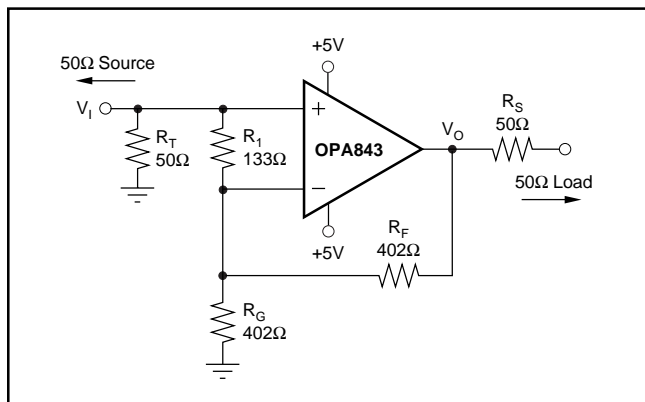 +5V
50Ω Source
V_I
R_T
50Ω
R_1
133Ω
+
−
OPA843
V_O
R_S
50Ω
50Ω Load
+5V
R_F
402Ω
R_G
402Ω